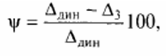 ψ = (Δдин − Δ3) / Δдин 100,